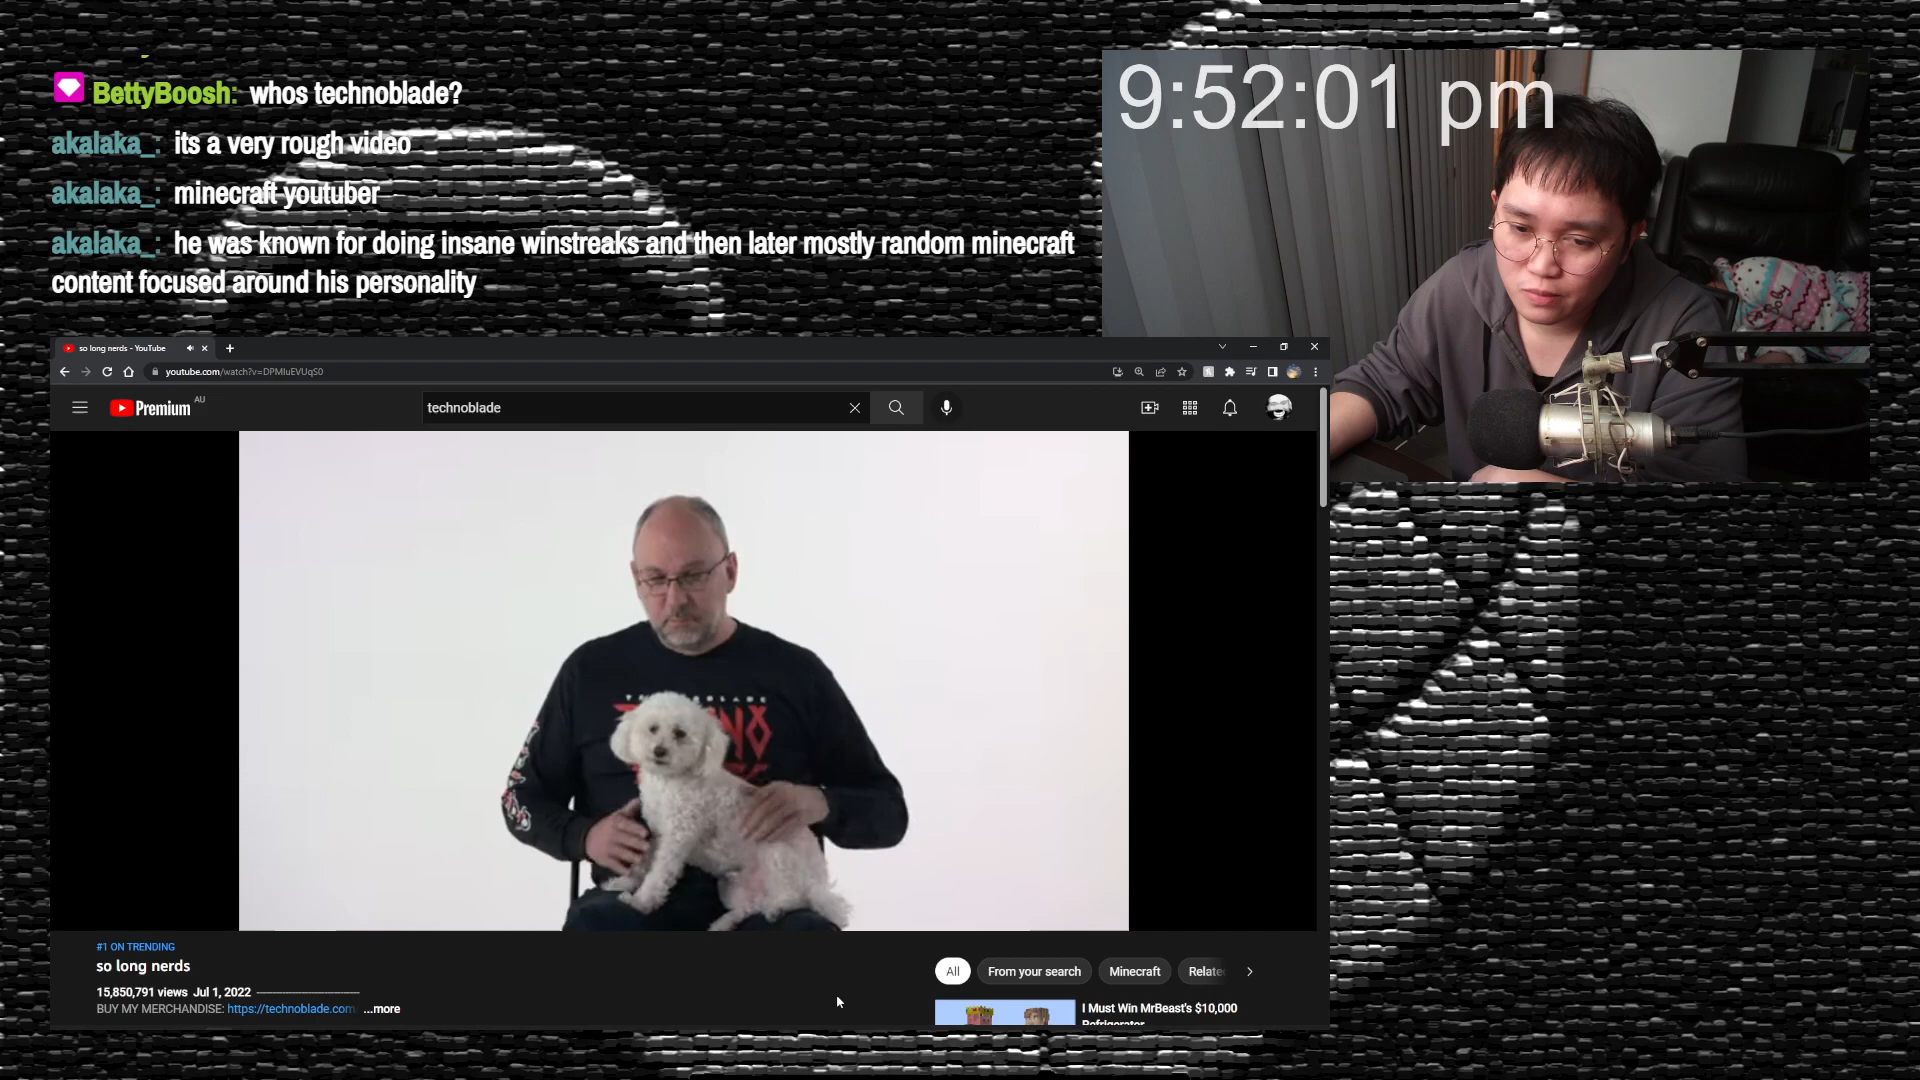 BettyBoosh: whos technoblade?
akalaka_: its a very rough video
akalaka_: minecraft youtuber
akalaka_: he was known for doing insane winstreaks and then later mostly random minecraft
content focused around his personality
9:52:01 pm
so long nerds - YouTube
youtube.com/watch?v=DPMluEVUqS0
Premium AU
technoblade
#1 ON TRENDING
so long nerds
15,850,791 views Jul 1, 2022
BUY MY MERCHANDISE: https://technoblade.com ...more
All From your search Minecraft Relate
I Must Win MrBeast's $10,000
Refrigerator